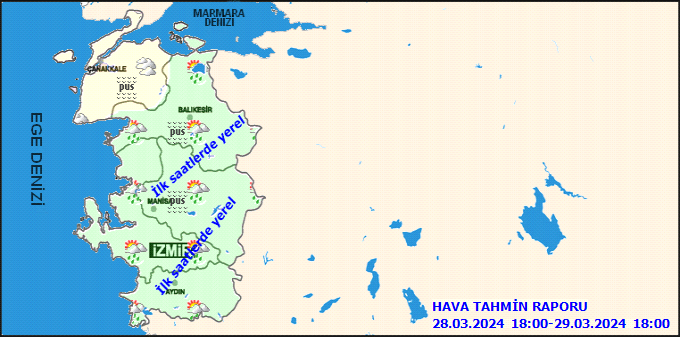 MARMARA
DENİZİ
ÇANAKKALE
pus
BALIKESİR
pus
İlk saatlerde yerel
EGE DENİZİ
MANİSA
pus
İlk saatlerde yerel
İZMİR
AYDIN
HAVA TAHMİN RAPORU
28.03.2024 18:00-29.03.2024 18:00